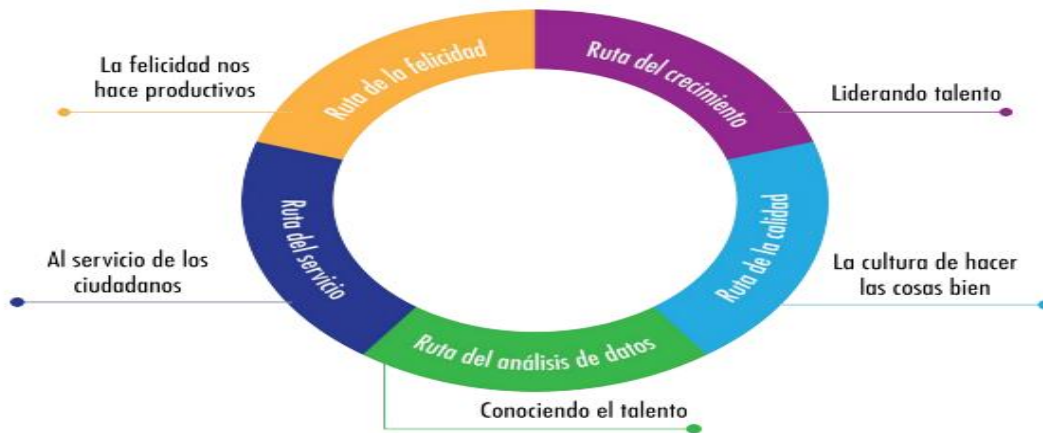 La felicidad nos
hace productivos
Ruta de la felicidad
Ruta del crecimiento
Liderando talento
Al servicio de los
ciudadanos
Ruta del servicio
Ruta de la calidad
La cultura de hacer
las cosas bien
Ruta del análisis de datos
Conociendo el talento